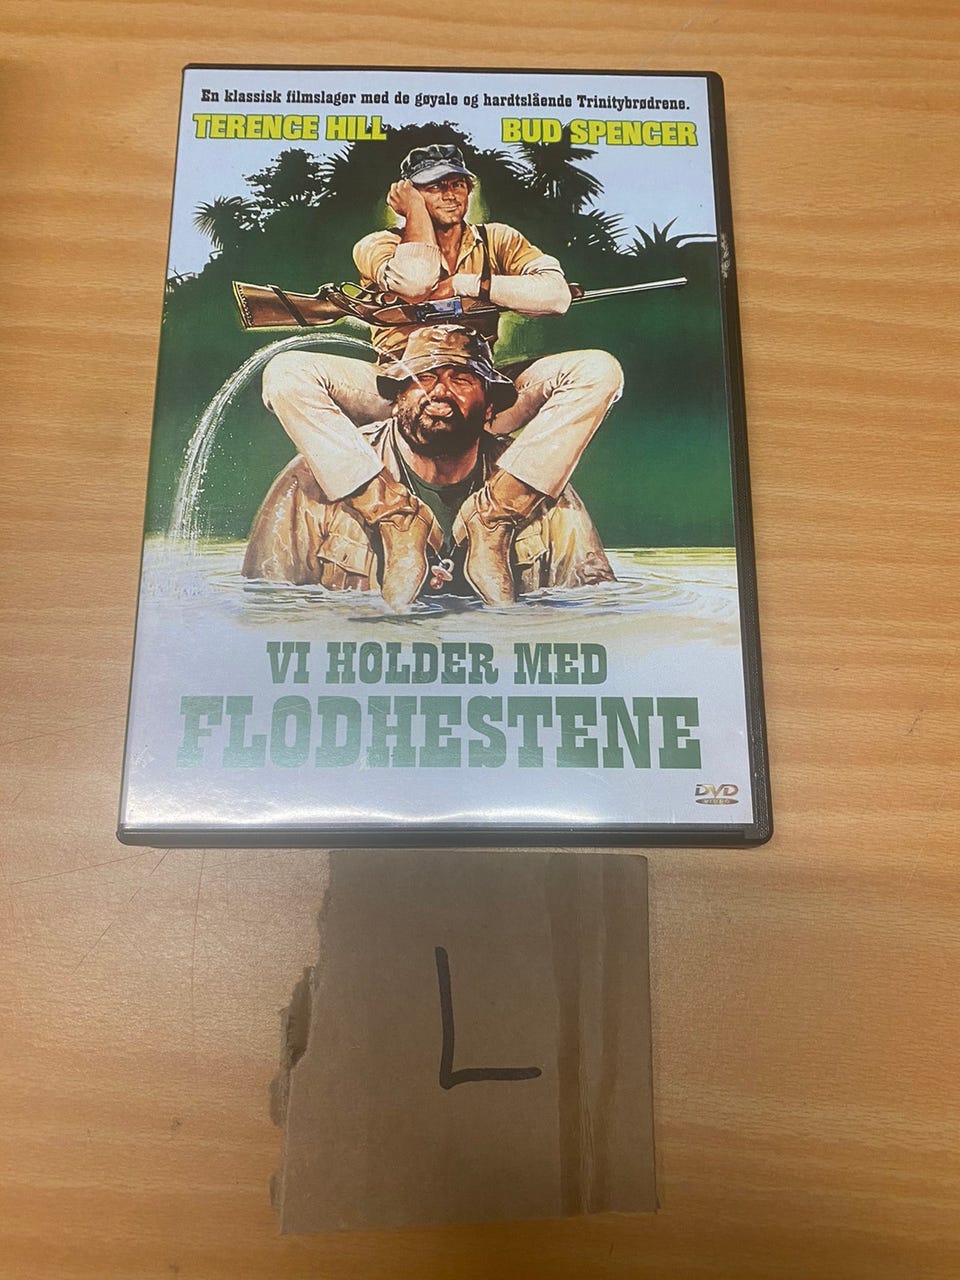 En klassisk filmslager med de gøyale og hardtslående Trinitybrødrene.
TERENCE HILL BUD SPENCER
VI HOLDER MED
FLODHESTENE
DVD
VIDEO
L